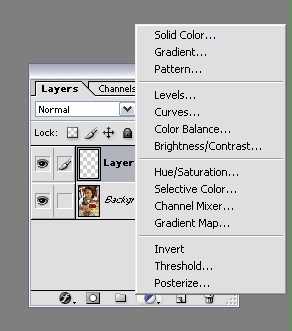 Solid Color...
Gradient...
Pattern...
Levels...
Curves...
Color Balance...
Brightness/Contrast...
Hue/Saturation...
Selective Color...
Channel Mixer...
Gradient Map...
Invert
Threshold...
Posterize...
Layers Channels
Normal
Lock:
Layer
Backgr